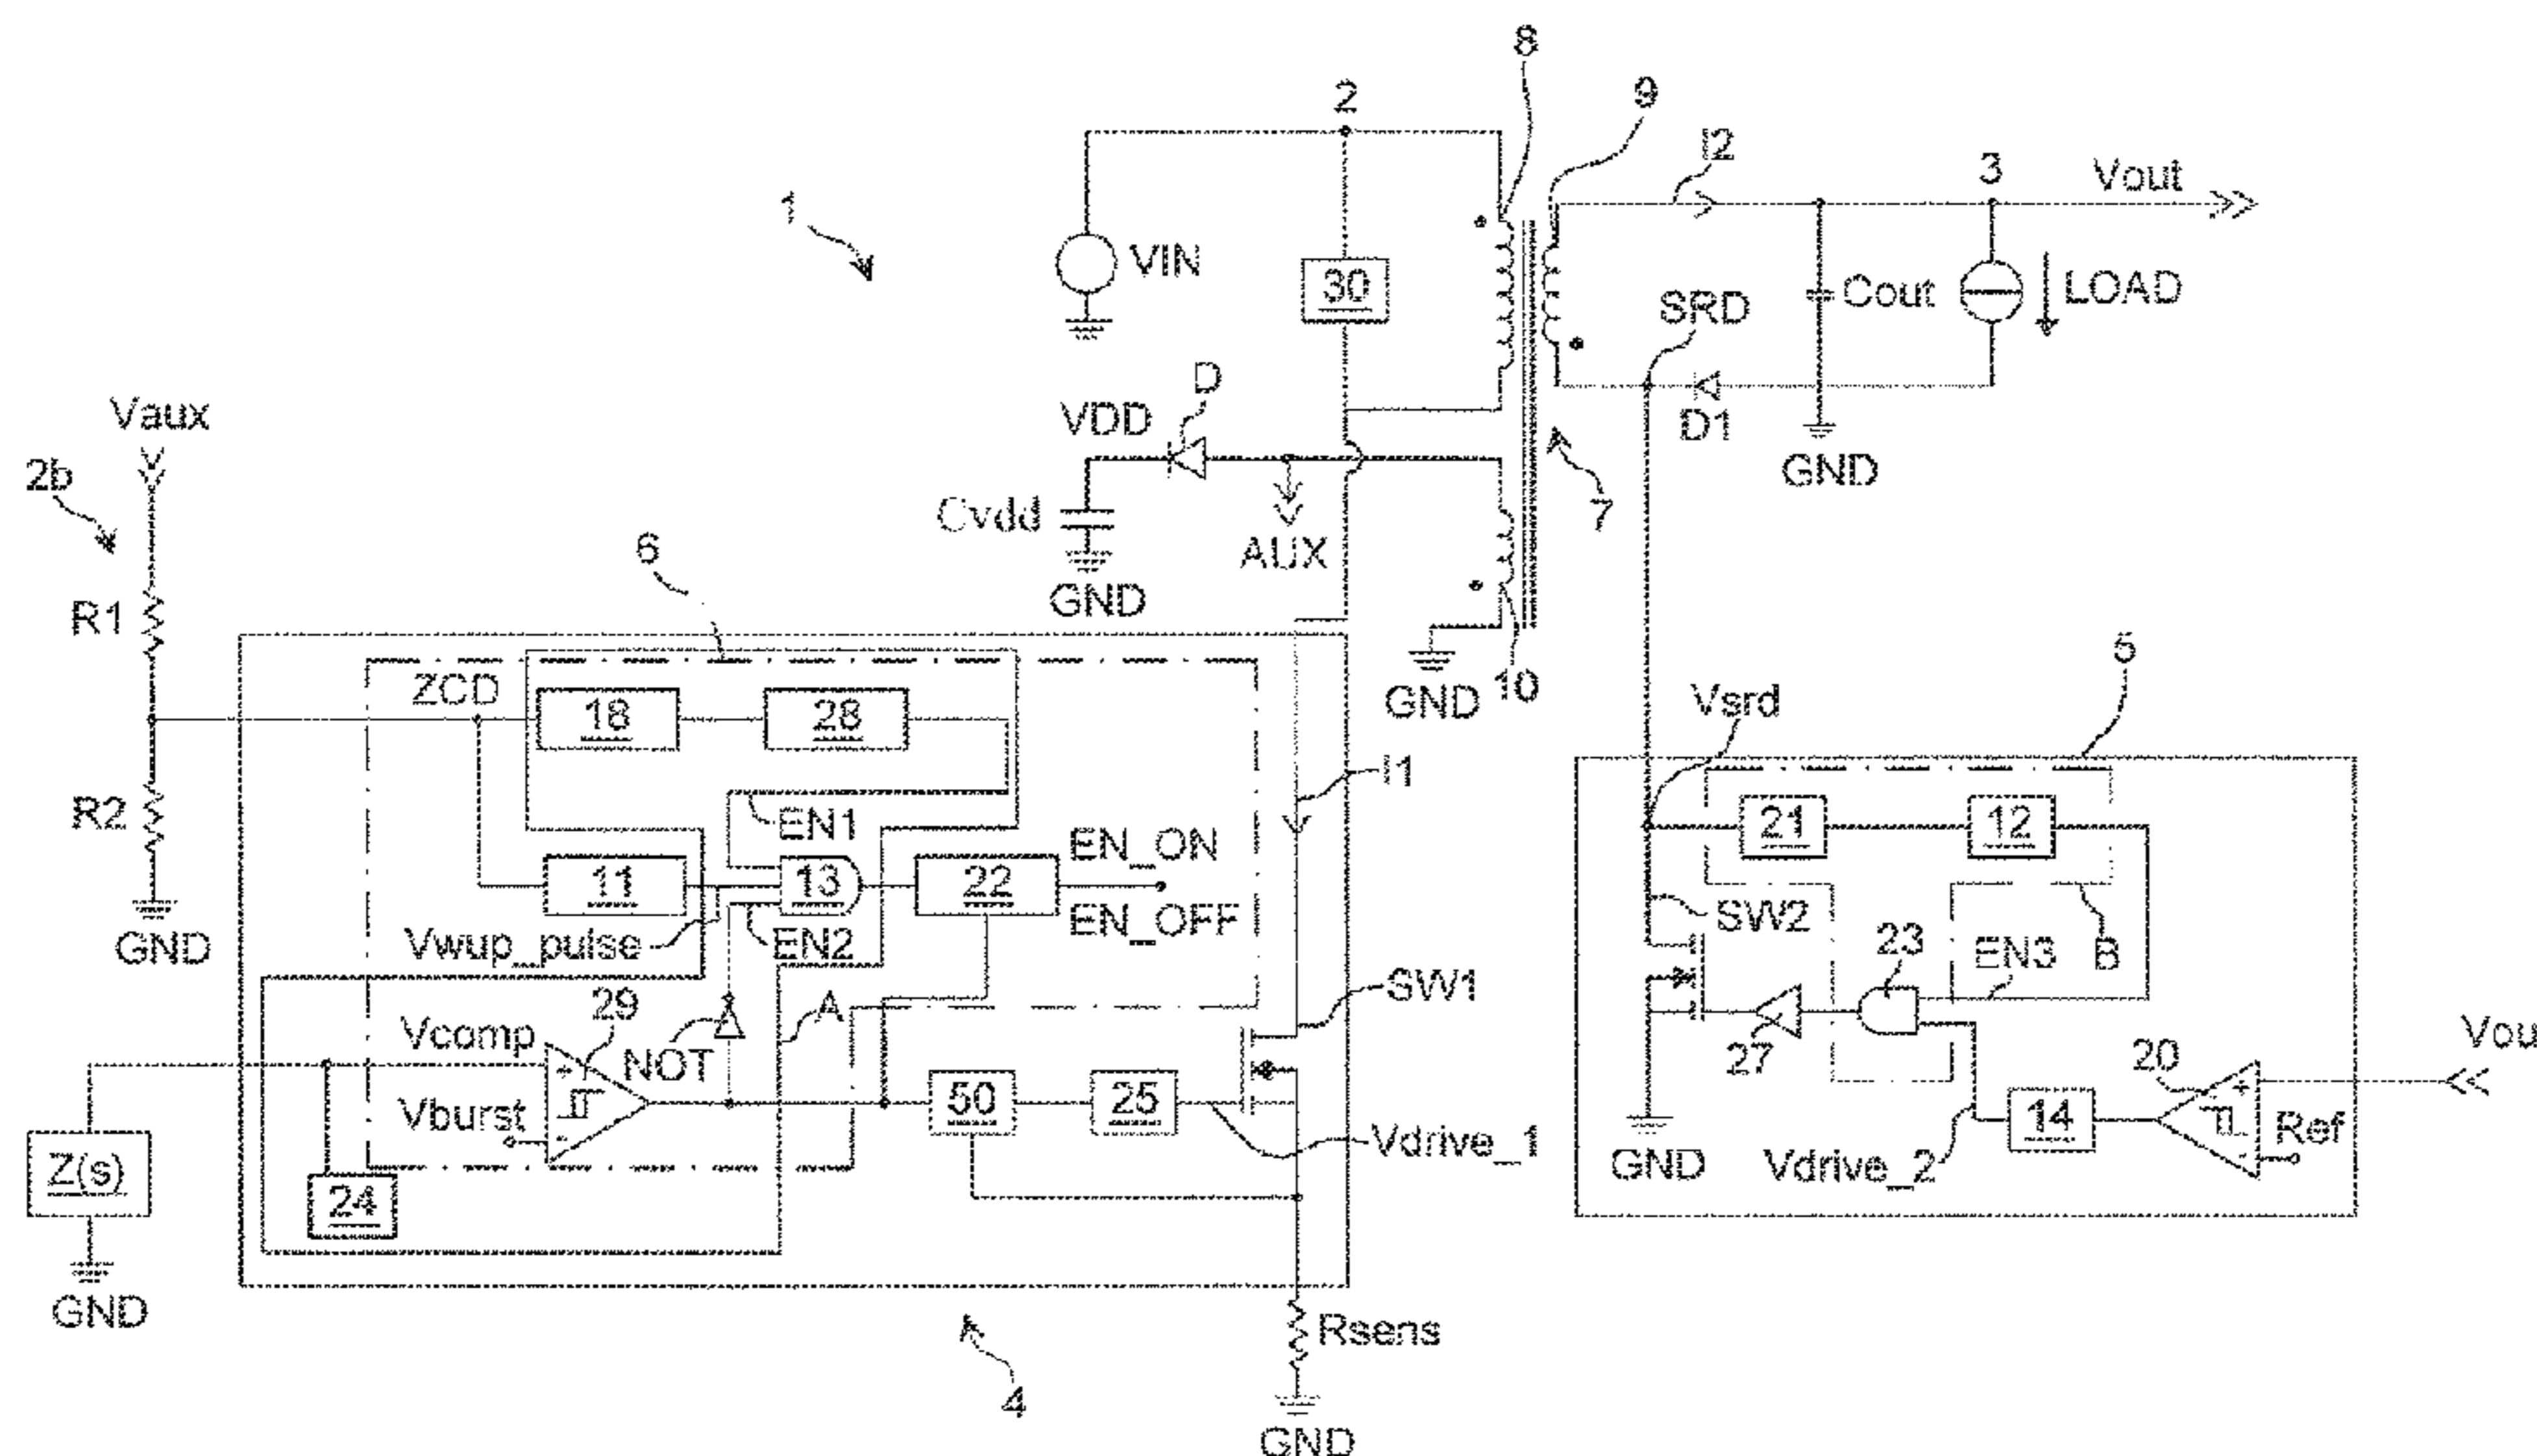 8
2
9
I2
3
Vout
1
VIN
30
SRD
Cout
LOAD
D
Vaux
VDD
D1
2b
GND
Cvdd
AUX
7
6
GND
R1
5
ZCD
10
18
28
GND
Vsrd
I1
R2
EN1
EN_ON
21
12
11
13
22
SW2
GND
Vwup_pulse
EN2
EN_OFF
23
EN3
B
29
A
SW1
Vcomp
NOT
27
20
Vou
Vburst
50
25
14
Ref
Z(s)
Vdrive_1
GND
Vdrive_2
24
GND
Rsens
4
GND